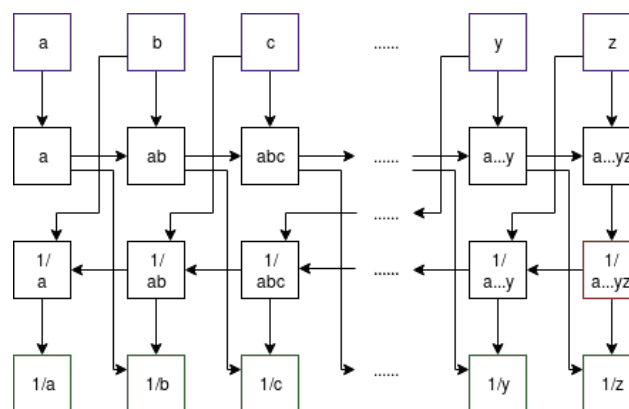 a b c ...... y z
a ab abc ...... a...y a...yz
......
1/ 1/ 1/ ...... 1/ 1/
a ab abc a...y a...yz
1/a 1/b 1/c ...... 1/y 1/z